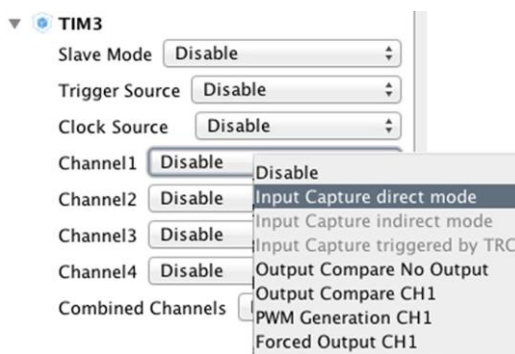 TIM3
Slave Mode Disable
Trigger Source Disable
Clock Source Disable
Channel1 Disable
Channel2 Disable
Channel3 Disable
Channel4 Disable
Combined Channels
Disable
Input Capture direct mode
Input Capture indirect mode
Input Capture triggered by TRC
Output Compare No Output
Output Compare CH1
PWM Generation CH1
Forced Output CH1